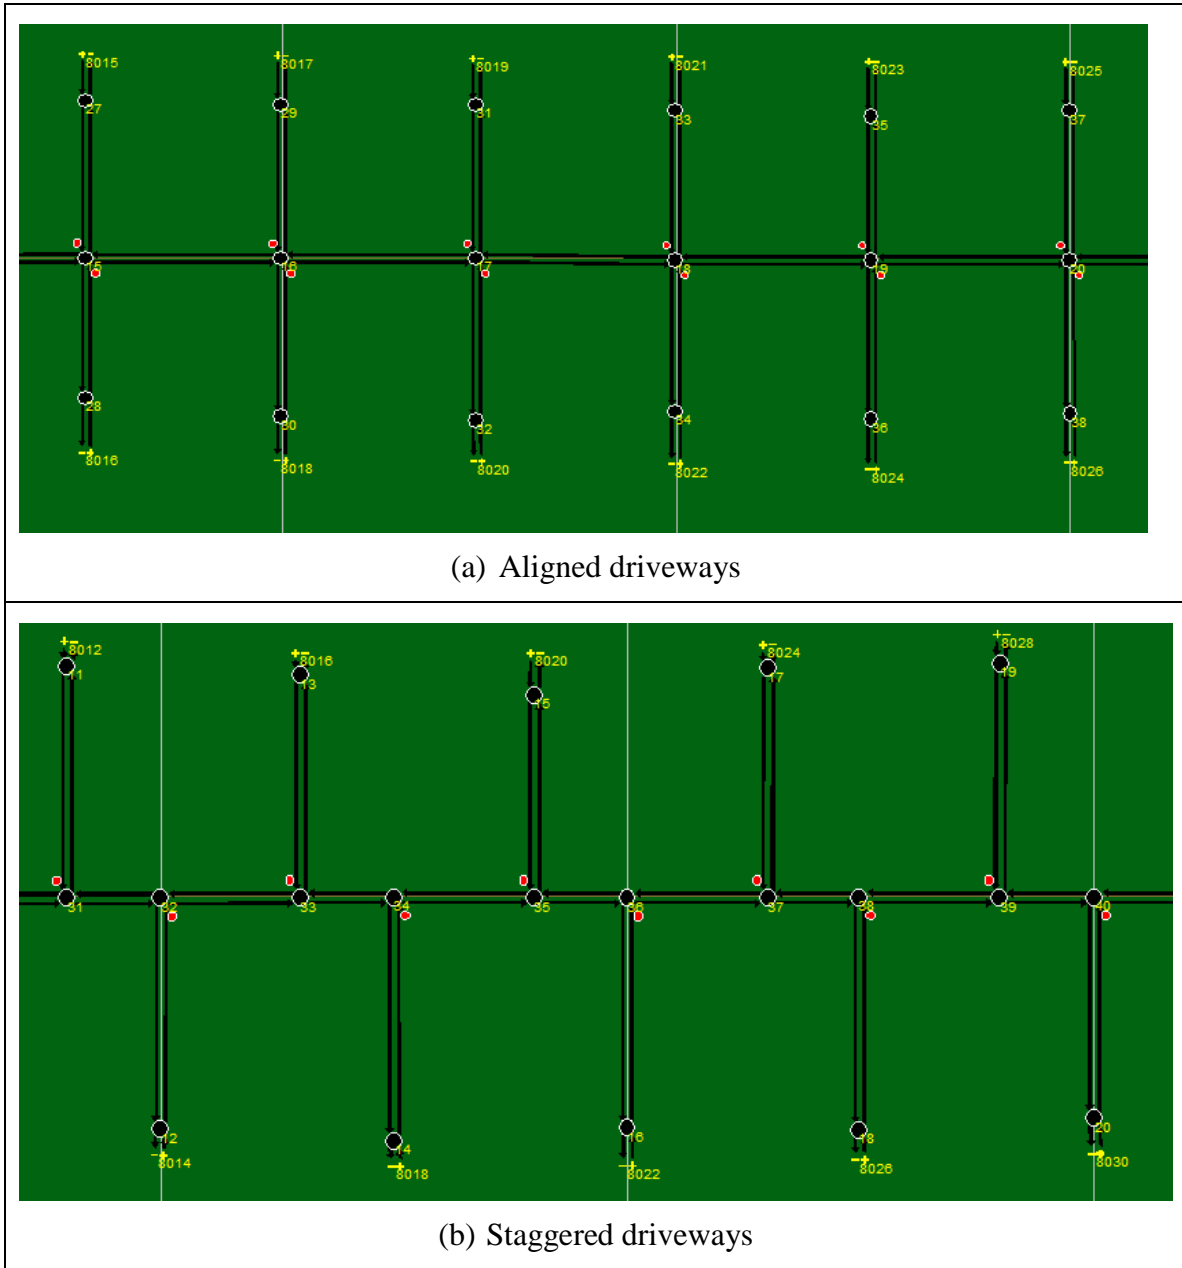 8015 8017 8019 8021 8023 8025
27 29 31 33 35 37
15 16 17 18 19 20
28 30 32 34 36 38
8016 8018 8020 8022 8024 8026
(a) Aligned driveways
8012 8016 8020 8024 8028
11 13 15 17 19
31 32 33 34 35 36 37 38 39 40
12 14 16 18 20
8014 8018 8022 8026 8030
(b) Staggered driveways